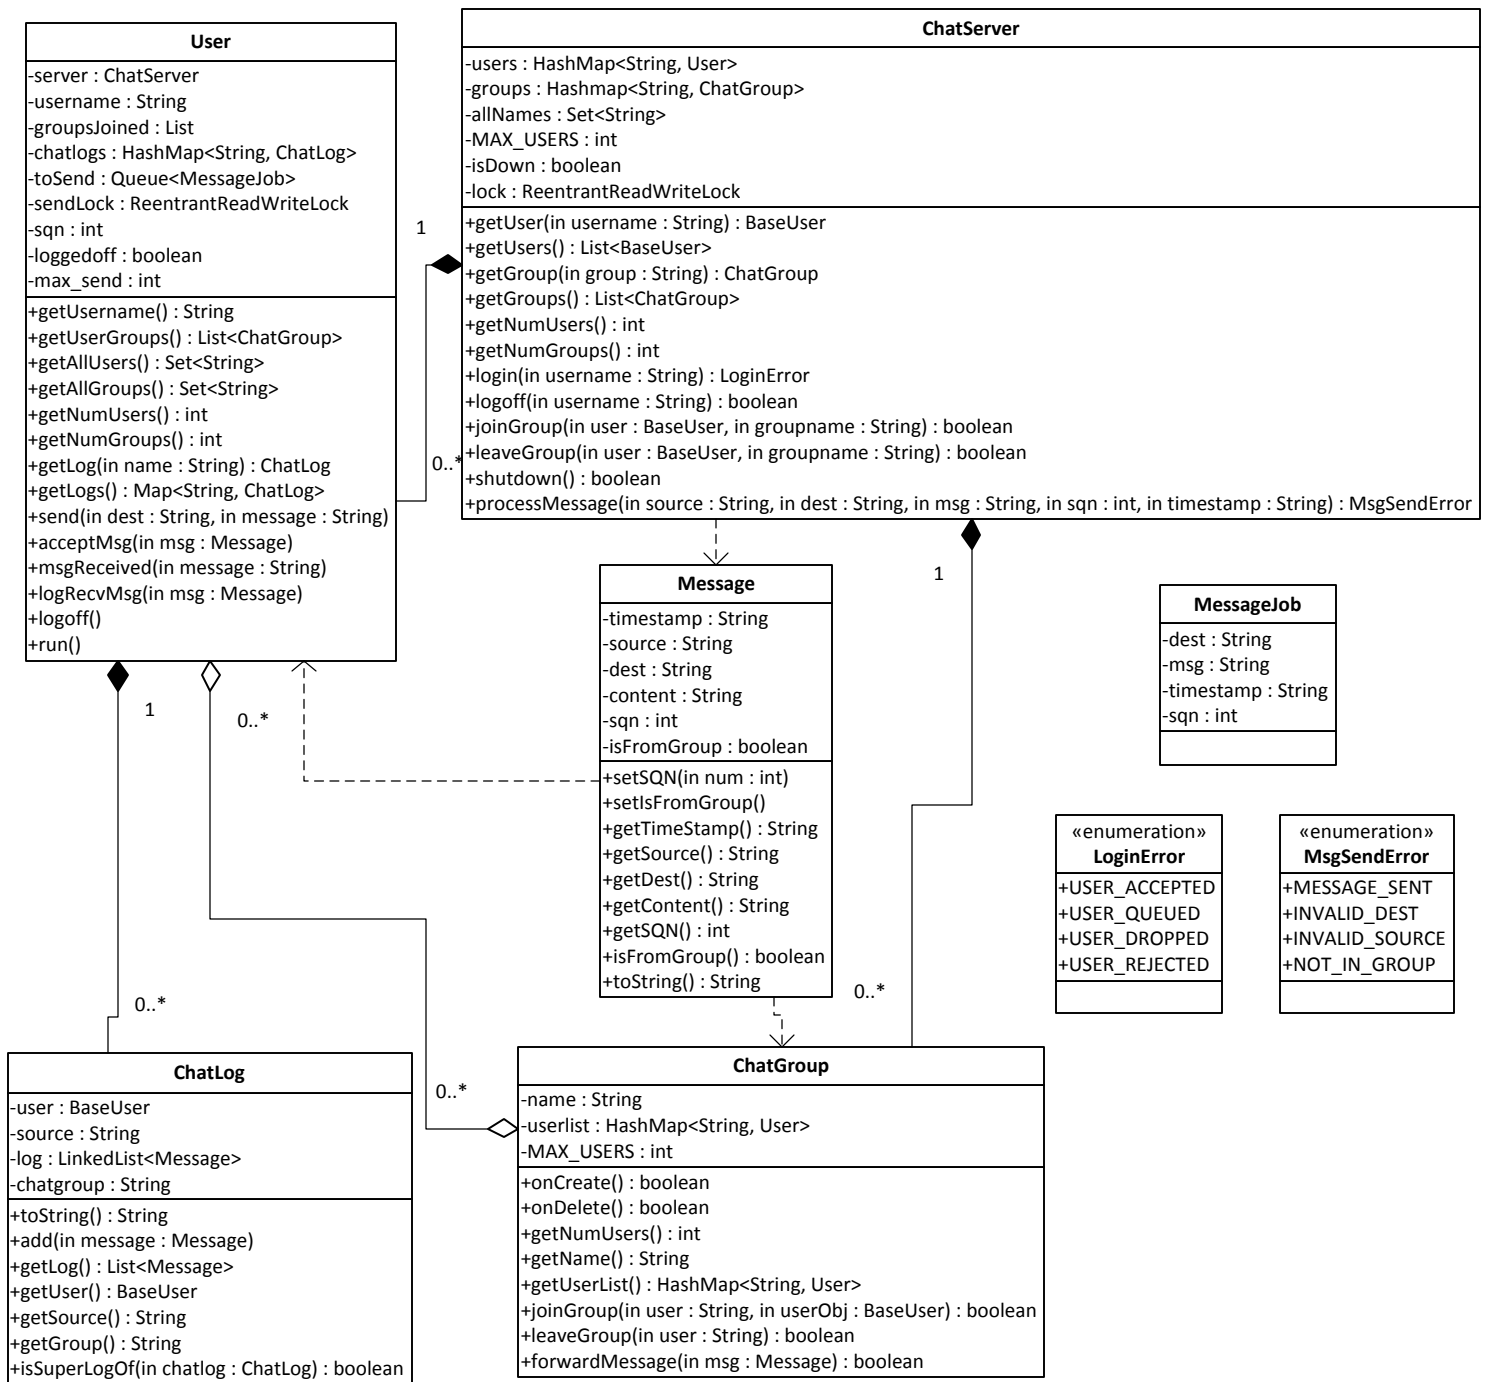 User
-server : ChatServer
-username : String
-groupsJoined : List
-chatlogs : HashMap<String, ChatLog>
-toSend : Queue<MessageJob>
-sendLock : ReentrantReadWriteLock
-sqn : int
-loggedoff : boolean
-max_send : int
+getUsername() : String
+getUserGroups() : List<ChatGroup>
+getAllUsers() : Set<String>
+getAllGroups() : Set<String>
+getNumUsers() : int
+getNumGroups() : int
+getLog(in name : String) : ChatLog
+getLogs() : Map<String, ChatLog>
+send(in dest : String, in message : String)
+acceptMsg(in msg : Message)
+msgReceived(in message : String)
+logRecvMsg(in msg : Message)
+logoff()
+run()
ChatServer
-users : HashMap<String, User>
-groups : Hashmap<String, ChatGroup>
-allNames : Set<String>
-MAX_USERS : int
-isDown : boolean
-lock : ReentrantReadWriteLock
+getUser(in username : String) : BaseUser
+getUsers() : List<BaseUser>
+getGroup(in group : String) : ChatGroup
+getGroups() : List<ChatGroup>
+getNumUsers() : int
+getNumGroups() : int
+login(in username : String) : LoginError
+logoff(in username : String) : boolean
+joinGroup(in user : BaseUser, in groupname : String) : boolean
+leaveGroup(in user : BaseUser, in groupname : String) : boolean
+shutdown() : boolean
+processMessage(in source : String, in dest : String, in msg : String, in sqn : int, in timestamp : String) : MsgSendError
1
0..*
1
0..*
1
0..*
0..*
0..*
Message
-timestamp : String
-source : String
-dest : String
-content : String
-sqn : int
-isFromGroup : boolean
+setSQN(in num : int)
+setIsFromGroup()
+getTimeStamp() : String
+getSource() : String
+getDest() : String
+getContent() : String
+getSQN() : int
+isFromGroup() : boolean
+toString() : String
MessageJob
-dest : String
-msg : String
-timestamp : String
-sqn : int
«enumeration»
LoginError
+USER_ACCEPTED
+USER_QUEUED
+USER_DROPPED
+USER_REJECTED
«enumeration»
MsgSendError
+MESSAGE_SENT
+INVALID_DEST
+INVALID_SOURCE
+NOT_IN_GROUP
ChatLog
-user : BaseUser
-source : String
-log : LinkedList<Message>
-chatgroup : String
+toString() : String
+add(in message : Message)
+getLog() : List<Message>
+getUser() : BaseUser
+getSource() : String
+getGroup() : String
+isSuperLogOf(in chatlog : ChatLog) : boolean
ChatGroup
-name : String
-userlist : HashMap<String, User>
-MAX_USERS : int
+onCreate() : boolean
+onDelete() : boolean
+getNumUsers() : int
+getName() : String
+getUserList() : HashMap<String, User>
+joinGroup(in user : String, in userObj : BaseUser) : boolean
+leaveGroup(in user : String) : boolean
+forwardMessage(in msg : Message) : boolean